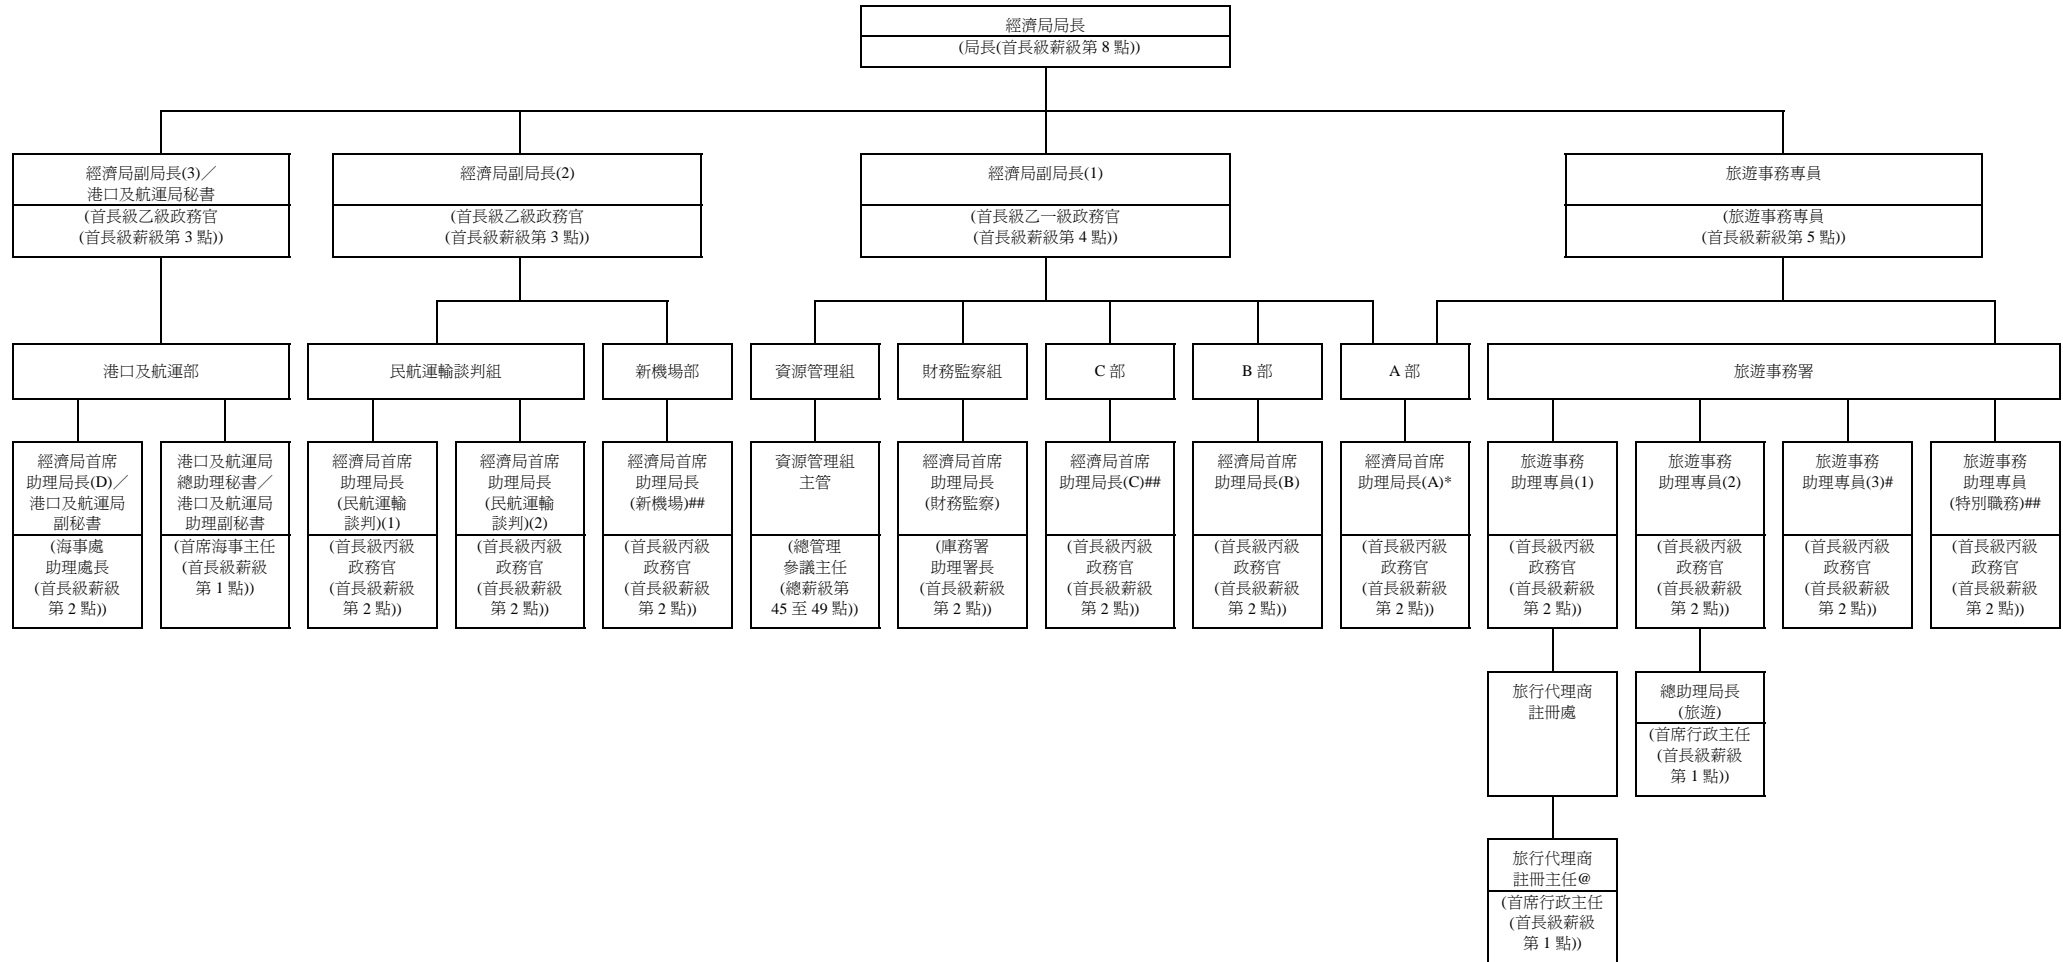 經濟局局長
(局長(首長級薪級第 8 點))
經濟局副局長(3)／
港口及航運局秘書
(首長級乙級政務官
(首長級薪級第 3 點))
經濟局副局長(2)
(首長級乙級政務官
(首長級薪級第 3 點))
經濟局副局長(1)
(首長級乙一級政務官
(首長級薪級第 4 點))
旅遊事務專員
(旅遊事務專員
(首長級薪級第 5 點))
港口及航運部
民航運輸談判組
新機場部
資源管理組
財務監察組
C 部
B 部
A 部
旅遊事務署
經濟局首席
助理局長(D)／
港口及航運局
副秘書
(海事處
助理處長
(首長級薪級
第 2 點))
港口及航運局
總助理秘書／
港口及航運局
助理副秘書
(首席海事主任
(首長級薪級
第 1 點))
經濟局首席
助理局長
(民航運輸
談判)(1)
(首長級丙級
政務官
(首長級薪級
第 2 點))
經濟局首席
助理局長
(民航運輸
談判)(2)
(首長級丙級
政務官
(首長級薪級
第 2 點))
經濟局首席
助理局長
(新機場)##
(首長級丙級
政務官
(首長級薪級
第 2 點))
資源管理組
主管
(總管理
參議主任
(總薪級第
45 至 49 點))
經濟局首席
助理局長
(財務監察)
(庫務署
助理署長
(首長級薪級
第 2 點))
經濟局首席
助理局長(C)##
(首長級丙級
政務官
(首長級薪級
第 2 點))
經濟局首席
助理局長(B)
(首長級丙級
政務官
(首長級薪級
第 2 點))
經濟局首席
助理局長(A)*
(首長級丙級
政務官
(首長級薪級
第 2 點))
旅遊事務
助理專員(1)
(首長級丙級
政務官
(首長級薪級
第 2 點))
旅遊事務
助理專員(2)
(首長級丙級
政務官
(首長級薪級
第 2 點))
旅遊事務
助理專員(3)#
(首長級丙級
政務官
(首長級薪級
第 2 點))
旅遊事務
助理專員
(特別職務)##
(首長級丙級
政務官
(首長級薪級
第 2 點))
旅行代理商
註冊處
總助理局長
(旅遊)
(首席行政主任
(首長級薪級
第 1 點))
旅行代理商
註冊主任@
(首席行政主任
(首長級薪級
第 1 點))